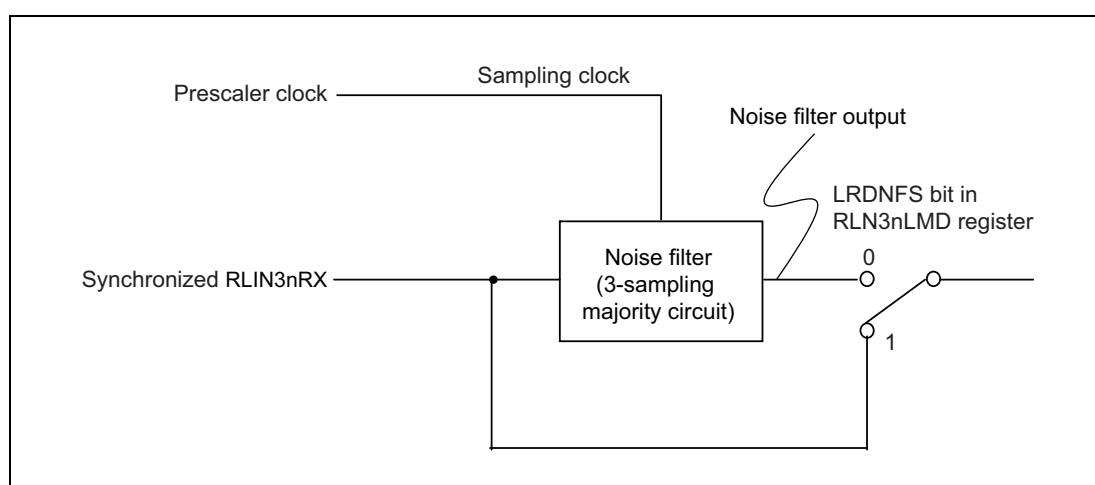 Sampling clock
Prescaler clock
Noise filter output
LRDNFS bit in
RLN3nLMD register
0
Synchronized RLIN3nRX
Noise filter
(3-sampling
majority circuit)
1